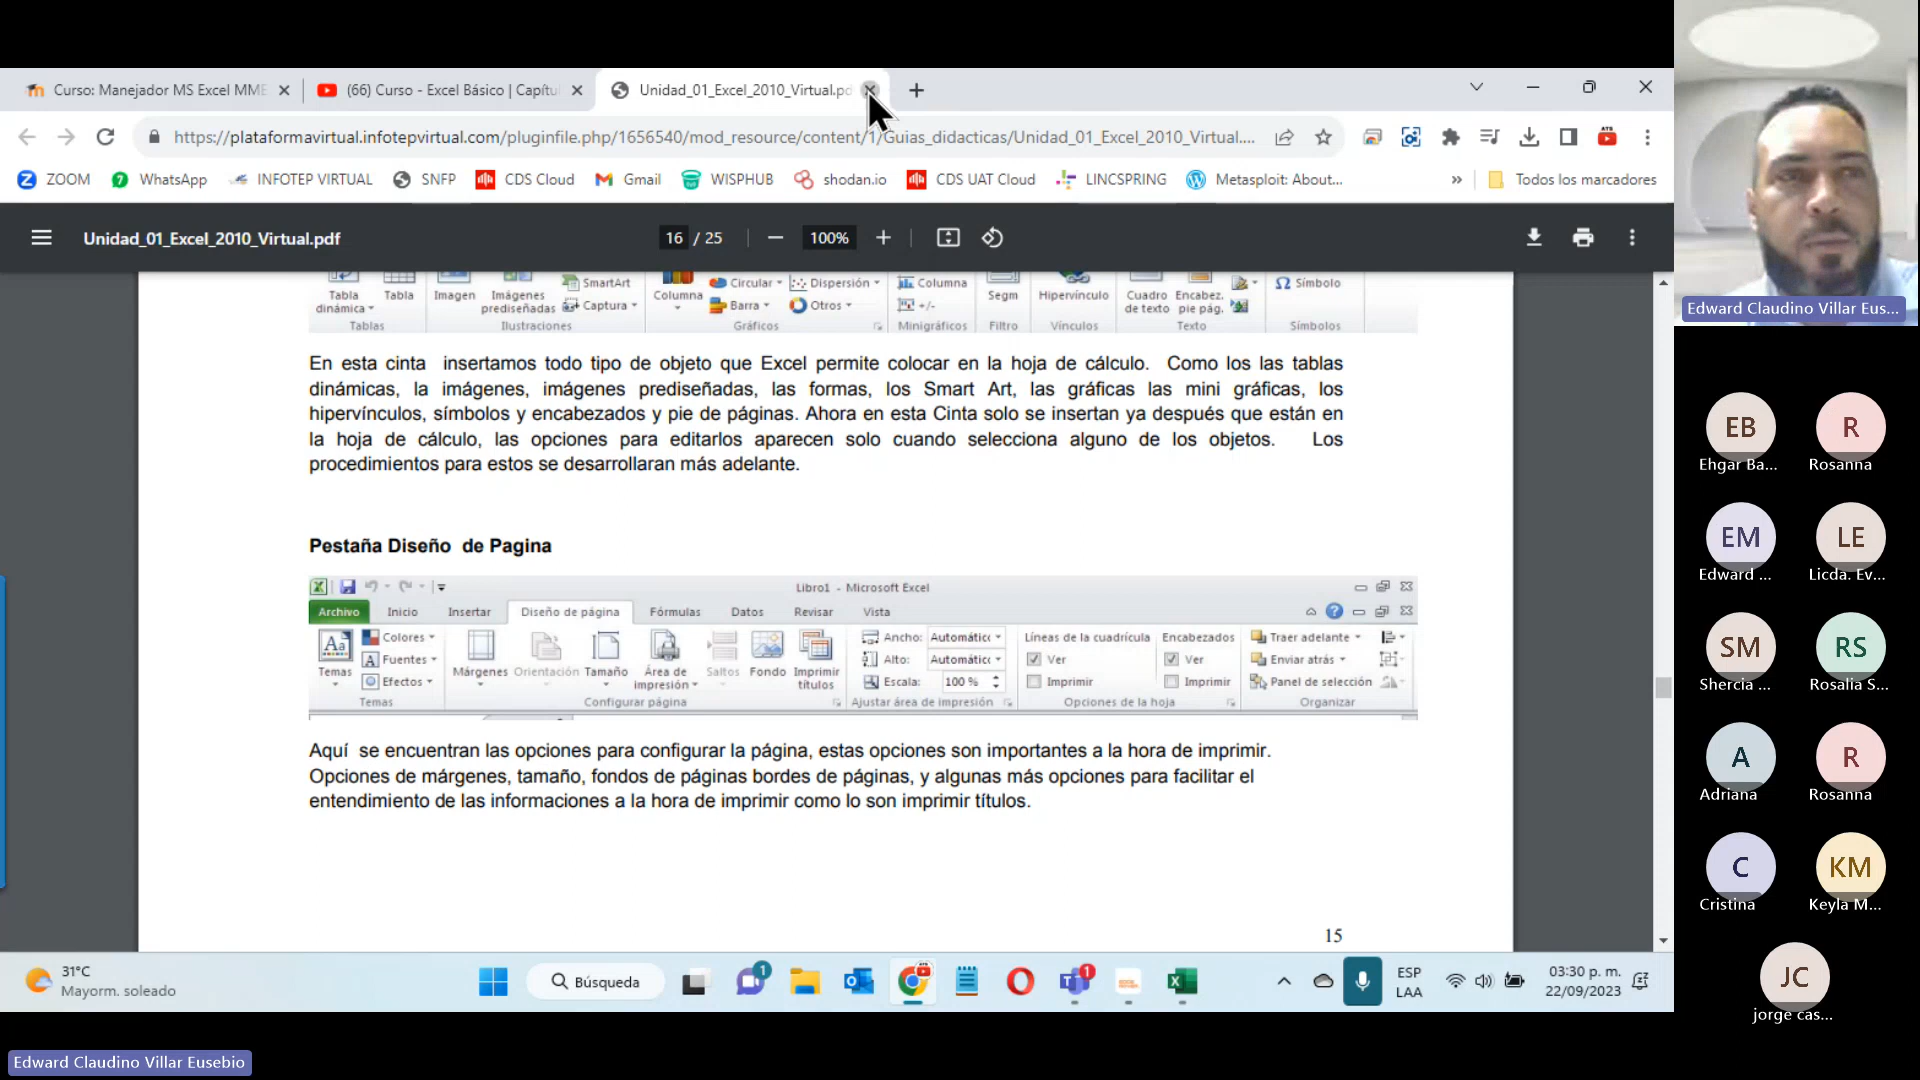 Curso: Manejador MS Excel MME
(66) Curso - Excel Básico | Capítu
Unidad_01_Excel_2010_Virtual.pd
https://plataformavirtual.infotepvirtual.com/pluginfile.php/1656540/mod_resource/content/1/Guias_didacticas/Unidad_01_Excel_2010_Virtual....
ZOOM
WhatsApp
INFOTEP VIRTUAL
SNFP
CDS Cloud
Gmail
WISPHUB
shodan.io
CDS UAT Cloud
LINCSPRING
Metasploit: About...
»
Todos los marcadores
Unidad_01_Excel_2010_Virtual.pdf
16 / 25
100%
Tabla dinámica
Tabla
Tablas
Imagen
Imágenes prediseñadas
SmartArt
Captura
Ilustraciones
Columna
Circular
Barra
Dispersión
Otros
Gráficos
Columna
+/-
Minigráficos
Segm
Filtro
Hipervínculo
Vínculos
Cuadro de texto
Encabez. pie pág.
Texto
Símbolo
Símbolos
En esta cinta insertamos todo tipo de objeto que Excel permite colocar en la hoja de cálculo. Como los las tablas
dinámicas, la imágenes, imágenes prediseñadas, las formas, los Smart Art, las gráficas las mini gráficas, los
hipervínculos, símbolos y encabezados y pie de páginas. Ahora en esta Cinta solo se insertan ya después que están en
la hoja de cálculo, las opciones para editarlos aparecen solo cuando selecciona alguno de los objetos. Los
procedimientos para estos se desarrollaran más adelante.
Pestaña Diseño de Pagina
Libro1 - Microsoft Excel
Archivo Inicio Insertar Diseño de página Fórmulas Datos Revisar Vista
Temas
Colores
Fuentes
Efectos
Temas
Márgenes
Orientación
Tamaño
Área de impresión
Saltos
Fondo
Imprimir títulos
Configurar página
Ancho: Automátic
Alto: Automátic
Escala: 100 %
Ajustar área de impresión
Líneas de la cuadrícula
Ver
Imprimir
Encabezados
Ver
Imprimir
Opciones de la hoja
Traer adelante
Enviar atrás
Panel de selección
Organizar
Aquí se encuentran las opciones para configurar la página, estas opciones son importantes a la hora de imprimir.
Opciones de márgenes, tamaño, fondos de páginas bordes de páginas, y algunas más opciones para facilitar el
entendimiento de las informaciones a la hora de imprimir como lo son imprimir títulos.
15
31°C
Mayorm. soleado
Búsqueda
1
1
ESP
LAA
03:30 p. m.
22/09/2023
Edward Claudino Villar Eusebio
Edward Claudino Villar Eus...
EB
Ehgar Ba...
R
Rosanna
EM
Edward ...
LE
Licda. Ev...
SM
Shercia ...
RS
Rosalia S...
A
Adriana
R
Rosanna
C
Cristina
KM
Keyla M...
JC
jorge cas...